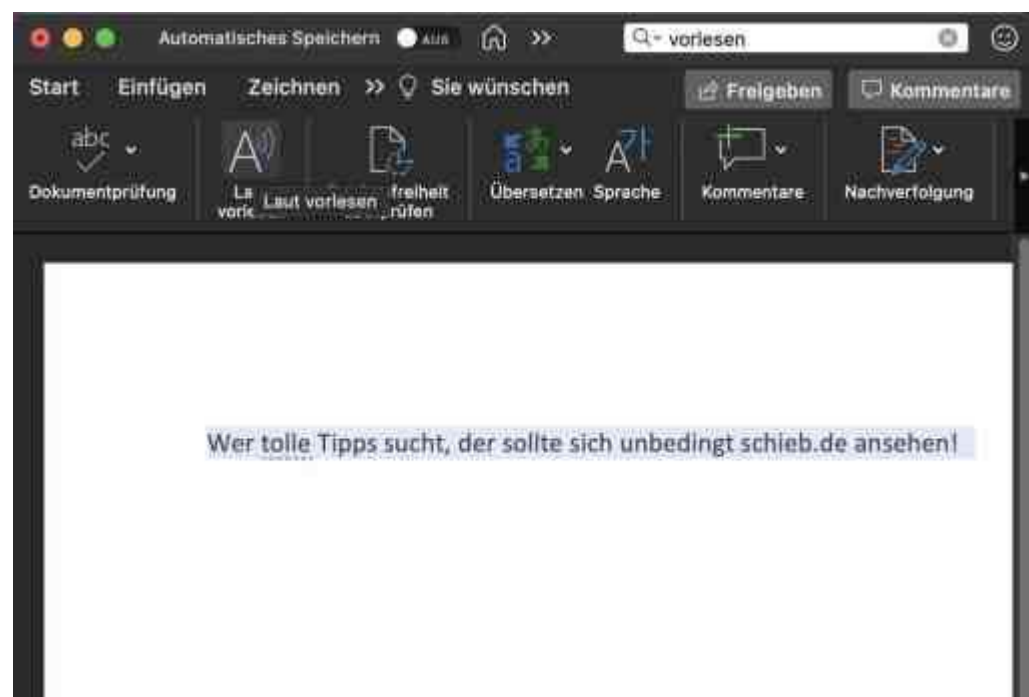 Automatisches Speichern AUS vorlesen
Start Einfügen Zeichnen Sie wünschen Freigeben Kommentare
abc
Dokumentprüfung Laut vorlesen Übersetzen Sprache Kommentare Nachverfolgung
Wer tolle Tipps sucht, der sollte sich unbedingt schieb.de ansehen!